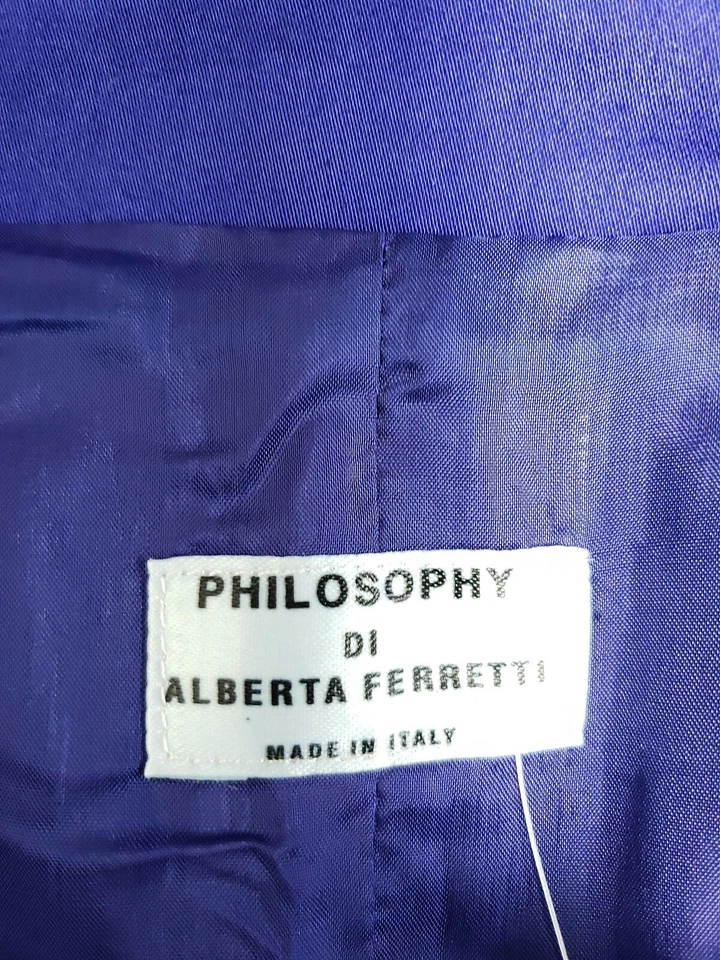 PHILOSOPHY
DI
ALBERTA FERRETTI
MADE IN ITALY